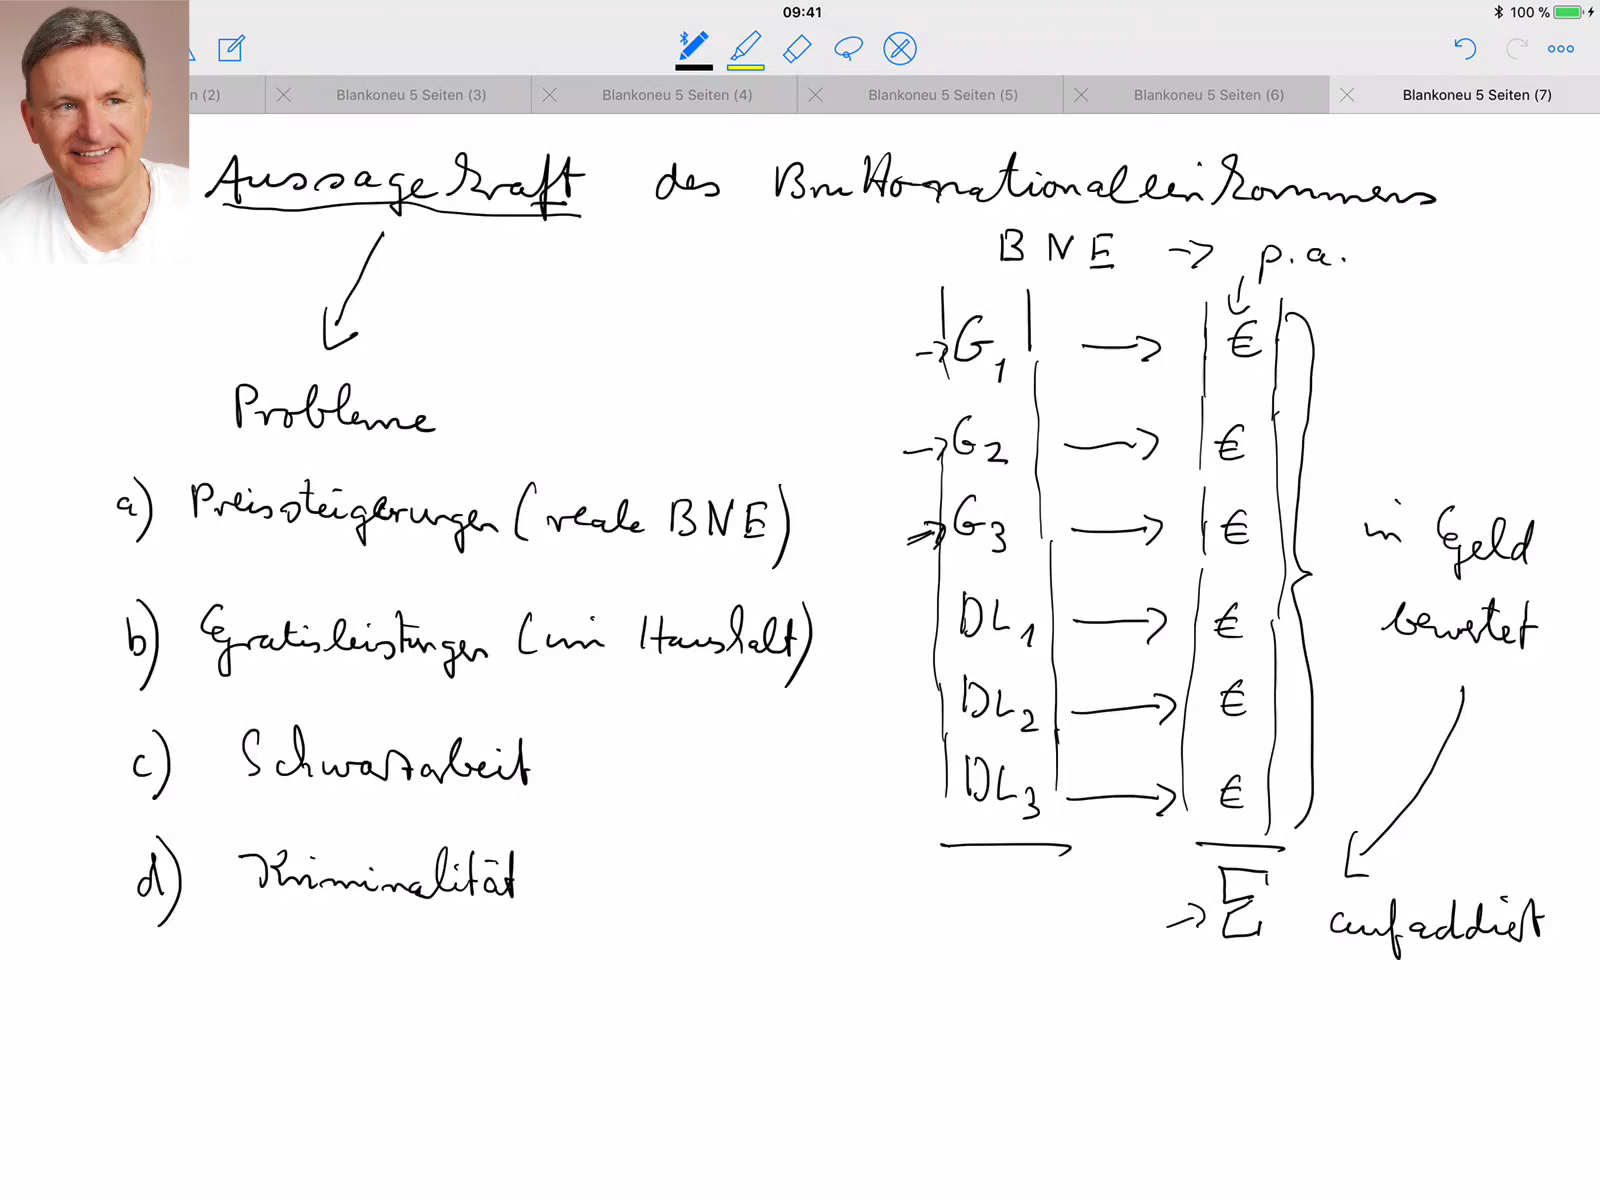 09:41
100 %
n (2)
Blankoneu 5 Seiten (3)
Blankoneu 5 Seiten (4)
Blankoneu 5 Seiten (5)
Blankoneu 5 Seiten (6)
Blankoneu 5 Seiten (7)
Aussagekraft des Bruttonationaleinkommens
BNE → p.a.
Probleme
a) Preissteigerungen (reale BNE)
b) Gratisleistungen (im Haushalt)
c) Schwarzarbeit
d) Kriminalität
→ G1 → €
→ G2 → €
→ G3 → €
DL1 → €
DL2 → €
DL3 → €
in Geld
bewertet
→ Σ aufaddiert